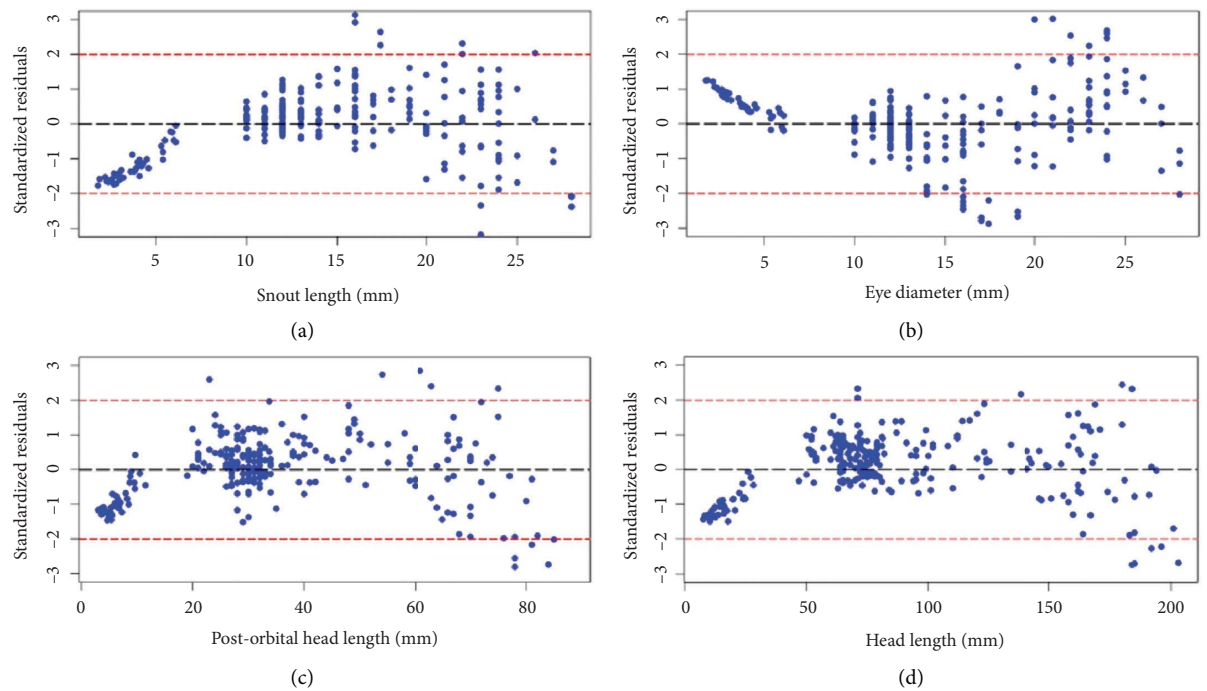 3
2
1
0
−1
−2
−3
Standardized residuals
5 10 15 20 25
Snout length (mm)
(a)
3
2
1
0
−1
−2
−3
Standardized residuals
5 10 15 20 25
Eye diameter (mm)
(b)
3
2
1
0
−1
−2
−3
Standardized residuals
0 20 40 60 80
Post-orbital head length (mm)
(c)
3
2
1
0
−1
−2
−3
Standardized residuals
0 50 100 150 200
Head length (mm)
(d)